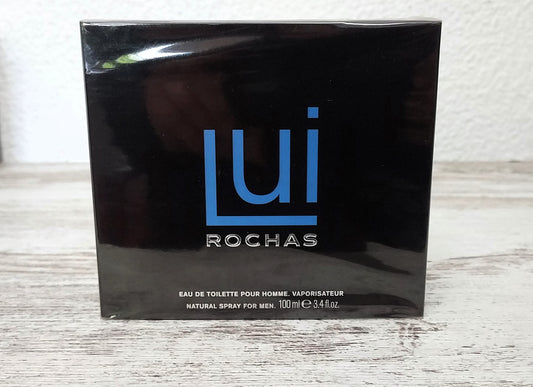 Lui
ROCHAS
EAU DE TOILETTE POUR HOMME. VAPORISATEUR
NATURAL SPRAY FOR MEN. 100 ml ℮ 3.4 fl.oz.